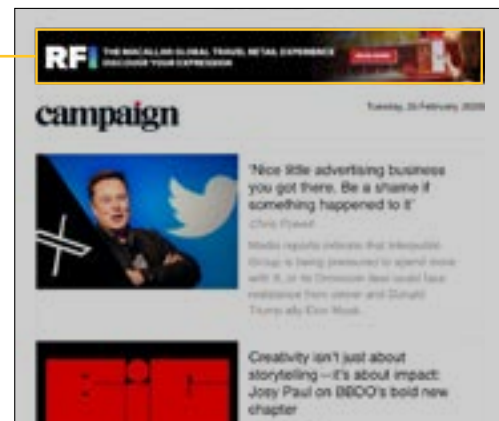 RFI THE MACALLAN GLOBAL TRAVEL RETAIL EXPERIENCE
DISCOVER YOUR EXPRESSION
campaign
Tuesday, 25 February, 2025
'Nice little advertising business
you got there. Be a shame if
something happened to it'
Chris Powell
Media reports indicate that Interpublic
Group is being pressured to spend more
with X, or its Omnicom deal could face
resistance from owner and Donald
Trump ally Elon Musk.
Creativity isn't just about
storytelling – it's about impact:
Josy Paul on BBDO's bold new
chapter